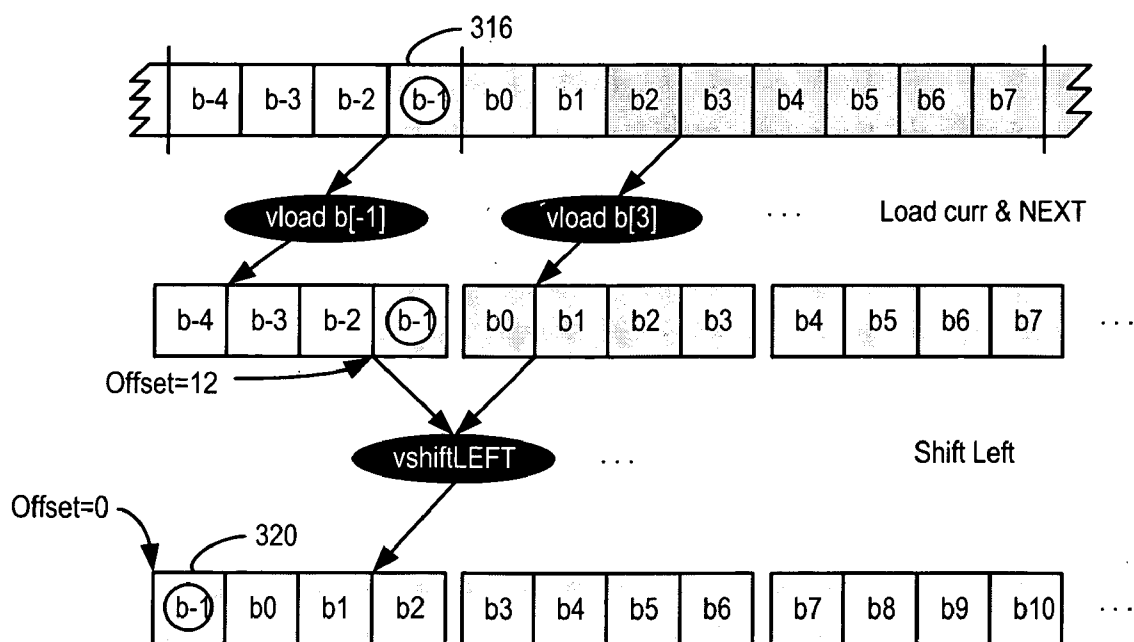 316
b-4 b-3 b-2 b-1 b0 b1 b2 b3 b4 b5 b6 b7
vload b[-1] vload b[3] ... Load curr & NEXT
b-4 b-3 b-2 b-1 b0 b1 b2 b3 b4 b5 b6 b7 ...
Offset=12
vshiftLEFT ... Shift Left
Offset=0
320
b-1 b0 b1 b2 b3 b4 b5 b6 b7 b8 b9 b10 ...